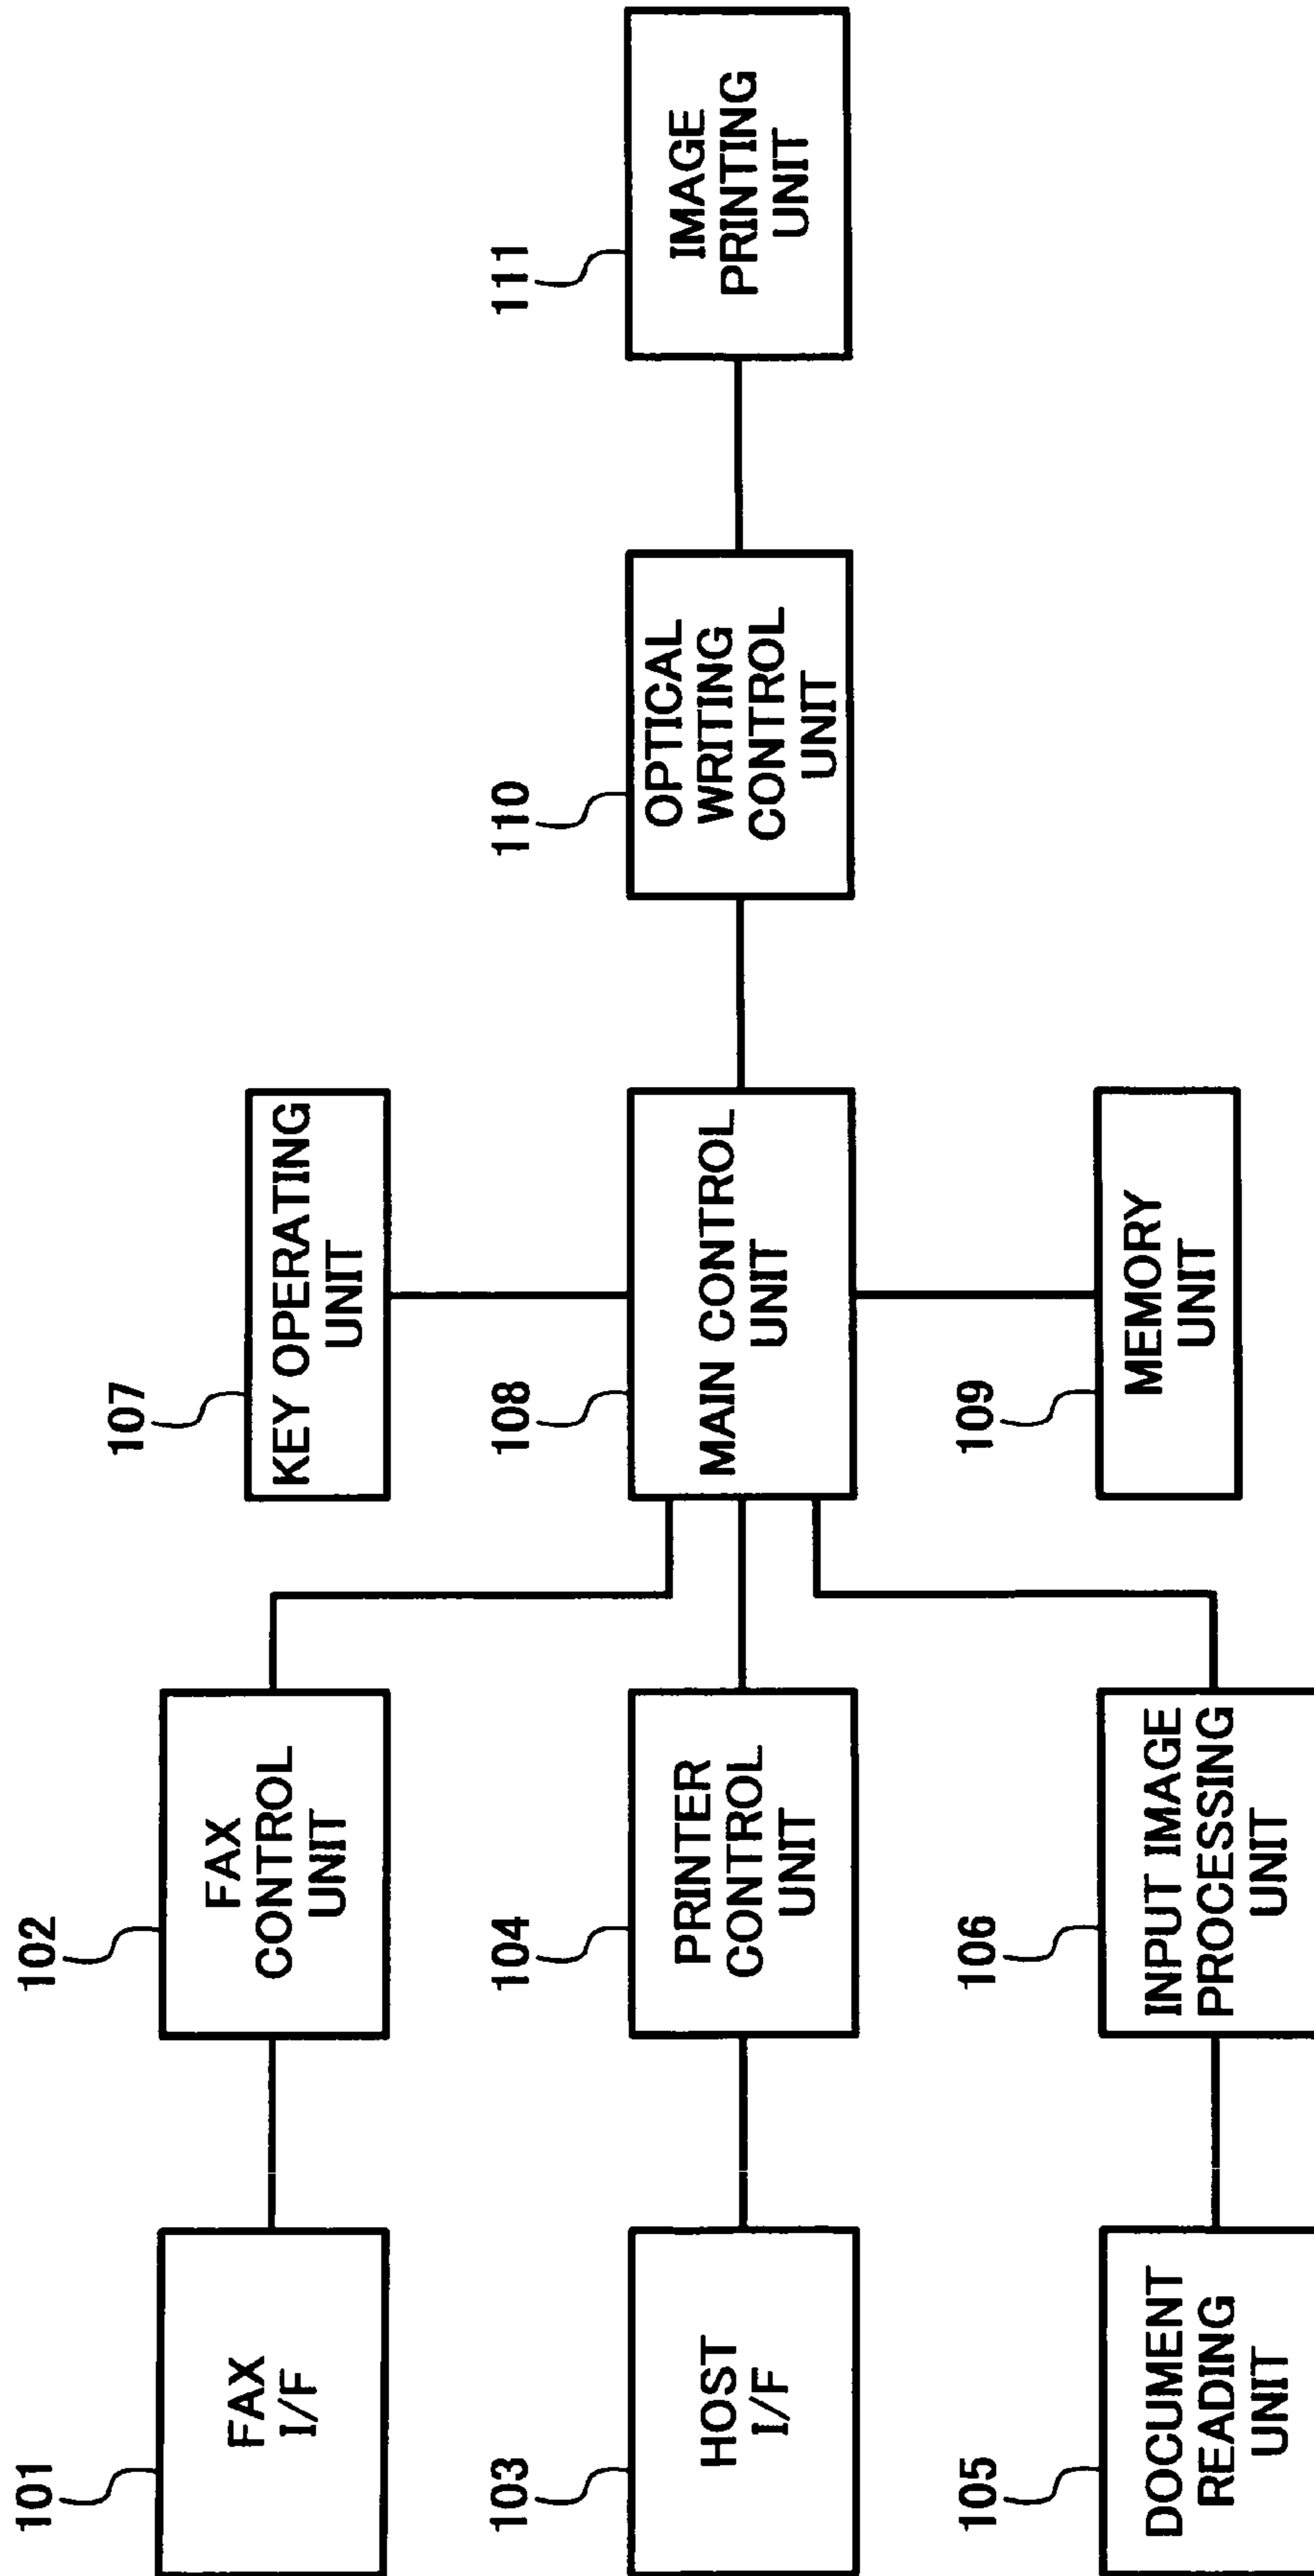 101
FAX
I/F
102
FAX
CONTROL
UNIT
103
HOST
I/F
104
PRINTER
CONTROL
UNIT
105
DOCUMENT
READING
UNIT
106
INPUT IMAGE
PROCESSING
UNIT
107
KEY OPERATING
UNIT
108
MAIN CONTROL
UNIT
109
MEMORY
UNIT
110
OPTICAL
WRITING
CONTROL
UNIT
111
IMAGE
PRINTING
UNIT